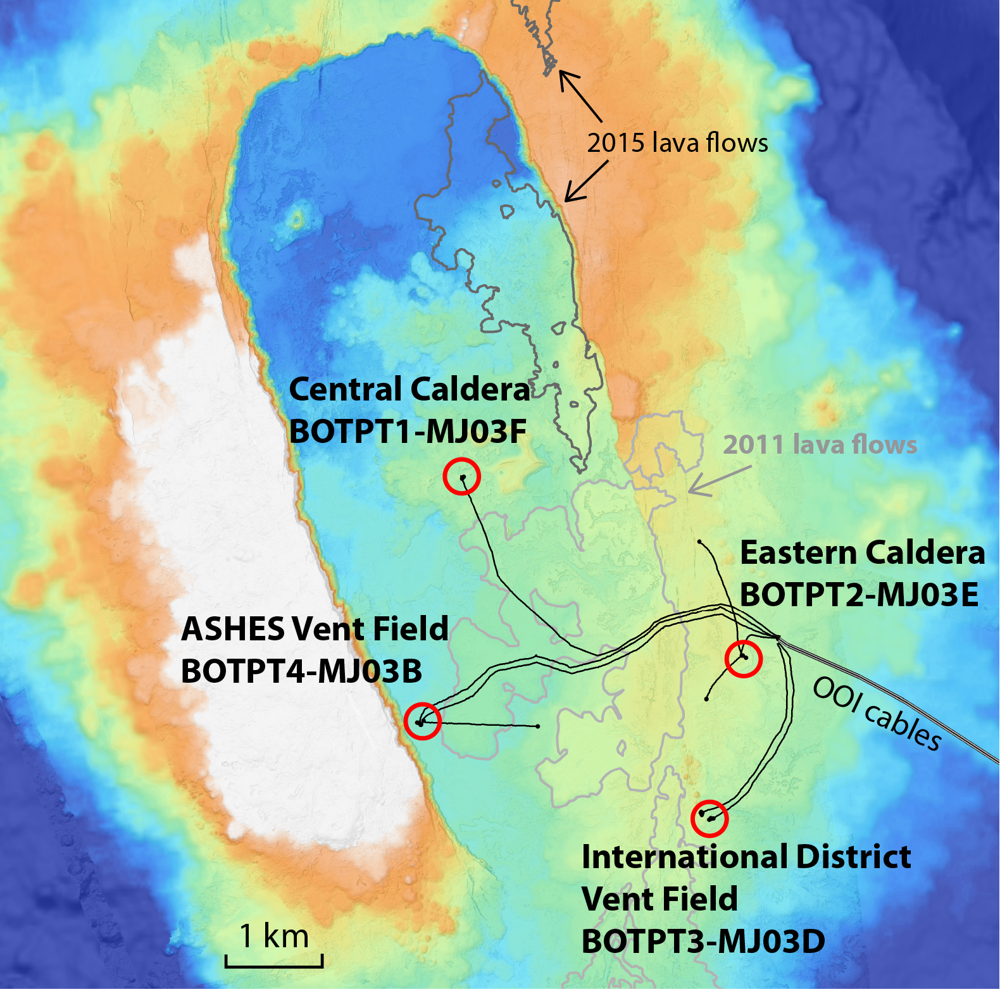 2015 lava flows
Central Caldera
BOTPT1-MJ03F
2011 lava flows
Eastern Caldera
BOTPT2-MJ03E
ASHES Vent Field
BOTPT4-MJ03B
OOI cables
International District
Vent Field
BOTPT3-MJ03D
1 km